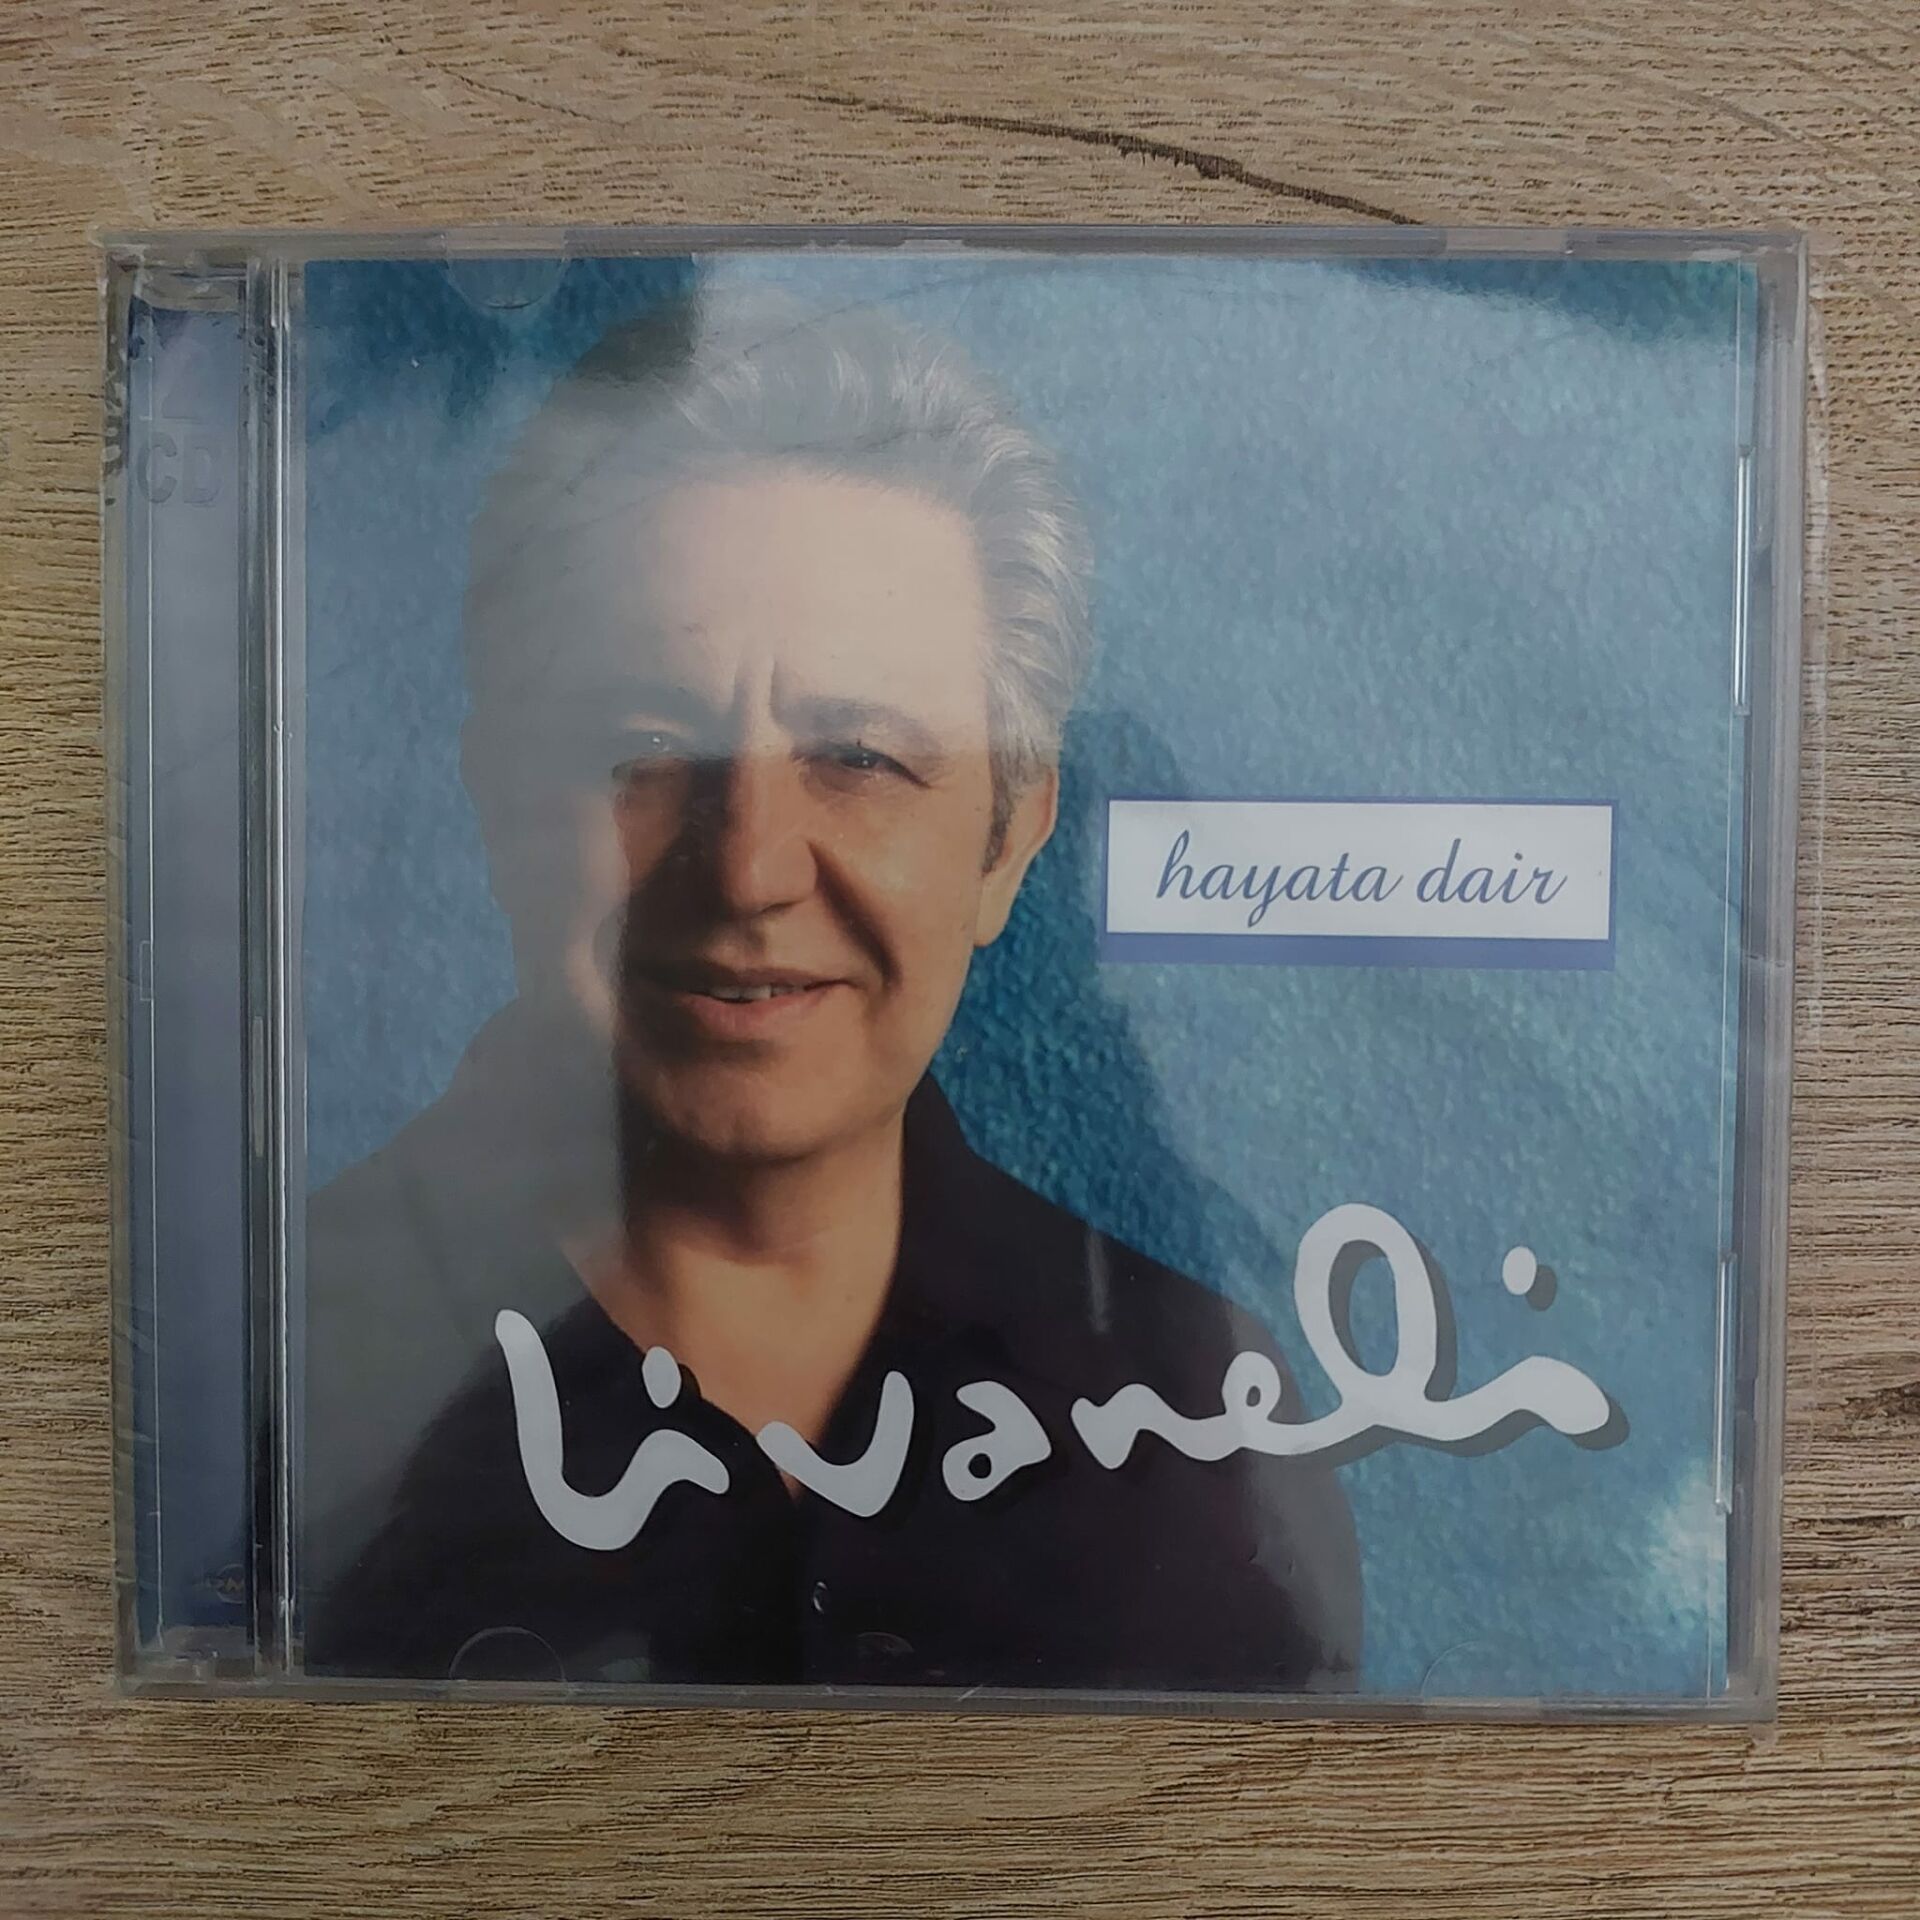 2
CD
hayata dair
livaneli